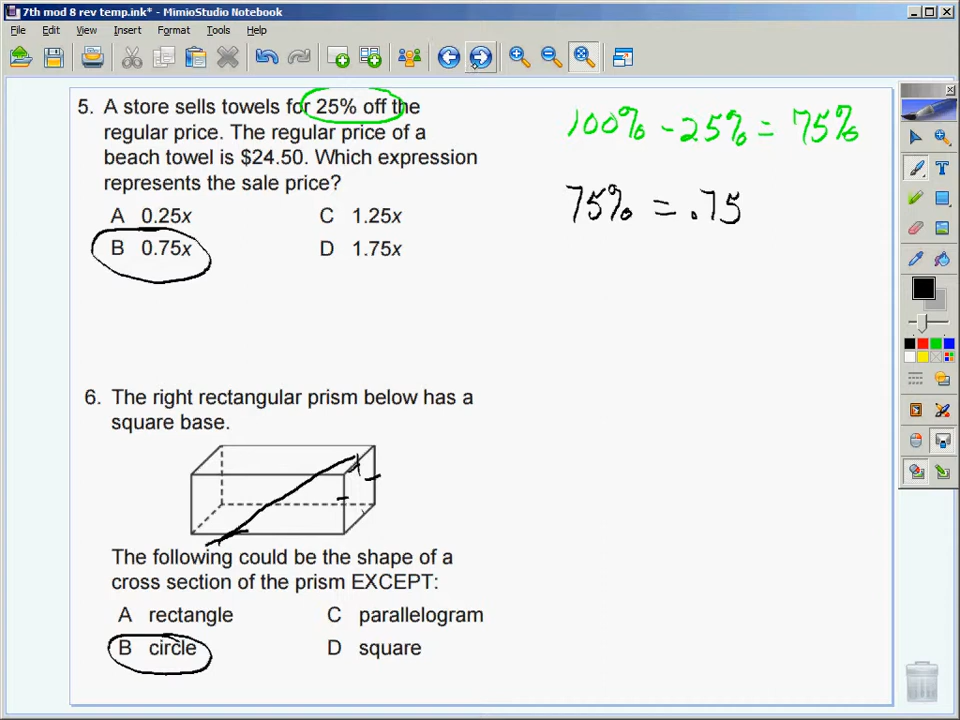 7th mod 8 rev temp.ink* - MimioStudio Notebook
File Edit View Insert Format Tools Help
5. A store sells towels for 25% off the
regular price. The regular price of a
beach towel is $24.50. Which expression
represents the sale price?
A 0.25x C 1.25x
B 0.75x D 1.75x
100% - 25% = 75%
75% = .75
6. The right rectangular prism below has a
square base.
The following could be the shape of a
cross section of the prism EXCEPT:
A rectangle C parallelogram
B circle D square
T